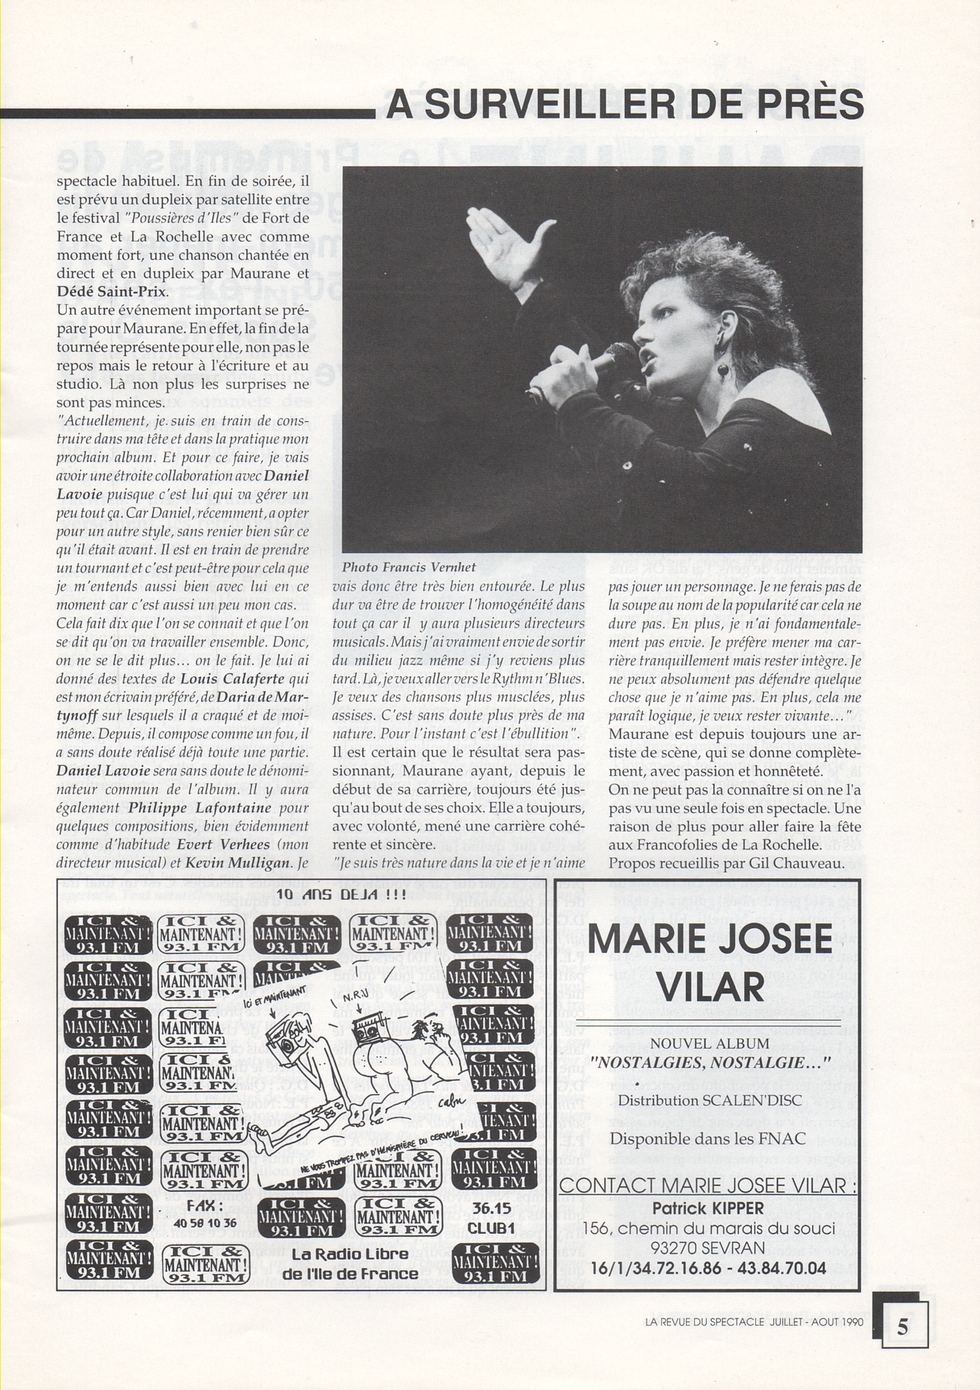 A SURVEILLER DE PRÈS
spectacle habituel. En fin de soirée, il
est prévu un dupleix par satellite entre
le festival "Poussières d'Iles" de Fort de
France et La Rochelle avec comme
moment fort, une chanson chantée en
direct et en dupleix par Maurane et
Dédé Saint-Prix.
Un autre événement important se pré-
pare pour Maurane. En effet, la fin de la
tournée représente pour elle, non pas le
repos mais le retour à l'écriture et au
studio. Là non plus les surprises ne
sont pas minces.
"Actuellement, je suis en train de cons-
truire dans ma tête et dans la pratique mon
prochain album. Et pour ce faire, je vais
avoir une étroite collaboration avec Daniel
Lavoie puisque c'est lui qui va gérer un
peu tout ça. Car Daniel, récemment, a opter
pour un autre style, sans renier bien sûr ce
qu'il était avant. Il est en train de prendre
un tournant et c'est peut-être pour cela que
je m'entends aussi bien avec lui en ce
moment car c'est aussi un peu mon cas.
Cela fait dix que l'on se connait et que l'on
se dit qu'on va travailler ensemble. Donc,
on ne se le dit plus... on le fait. Je lui ai
donné des textes de Louis Calaferte qui
est mon écrivain préféré, de Daria de Mar-
tynoff sur lesquels il a craqué et de moi-
même. Depuis, il compose comme un fou, il
a sans doute réalisé déjà toute une partie.
Daniel Lavoie sera sans doute le dénomi-
nateur commun de l'album. Il y aura
également Philippe Lafontaine pour
quelques compositions, bien évidemment
comme d'habitude Evert Verhees (mon
directeur musical) et Kevin Mulligan. Je
Photo Francis Vernhet
vais donc être très bien entourée. Le plus
dur va être de trouver l'homogénéité dans
tout ça car il y aura plusieurs directeurs
musicals. Mais j'ai vraiment envie de sortir
du milieu jazz même si j'y reviens plus
tard. Là, je veux aller vers le Rythm n'Blues.
Je veux des chansons plus musclées, plus
assises. C'est sans doute plus près de ma
nature. Pour l'instant c'est l'ébullition".
Il est certain que le résultat sera pas-
sionnant, Maurane ayant, depuis le
début de sa carrière, toujours été jus-
qu'au bout de ses choix. Elle a toujours,
avec volonté, mené une carrière cohé-
rente et sincère.
"Je suis très nature dans la vie et je n'aime
pas jouer un personnage. Je ne ferais pas de
la soupe au nom de la popularité car cela ne
dure pas. En plus, je n'ai fondamentale-
ment pas envie. Je préfère mener ma car-
rière tranquillement mais rester intègre. Je
ne peux absolument pas défendre quelque
chose que je n'aime pas. En plus, cela me
paraît logique, je veux rester vivante..."
Maurane est depuis toujours une ar-
tiste de scène, qui se donne complète-
ment, avec passion et honnêteté.
On ne peut pas la connaître si on ne l'a
pas vu une seule fois en spectacle. Une
raison de plus pour aller faire la fête
aux Francofolies de La Rochelle.
Propos recueillis par Gil Chauveau.
10 ANS DEJA !!!
ICI & MAINTENANT! 93.1 FM
ICI & MAINTENANT! 93.1 FM
ICI & MAINTENANT! 93.1 FM
ICI & MAINTENANT! 93.1 FM
ICI & MAINTENANT! 93.1 FM
ICI et MAINTENANT
N.R.J
cabu
NE VOUS TROMPEZ PAS D'HÉMISPHÈRE DU CERVEAU!
FAX :
40 50 10 36
36.15
CLUB1
La Radio Libre
de l'Ile de France
MARIE JOSEE
VILAR
NOUVEL ALBUM
"NOSTALGIES, NOSTALGIE..."
Distribution SCALEN'DISC
Disponible dans les FNAC
CONTACT MARIE JOSEE VILAR :
Patrick KIPPER
156, chemin du marais du souci
93270 SEVRAN
16/1/34.72.16.86 - 43.84.70.04
LA REVUE DU SPECTACLE JUILLET - AOUT 1990
5